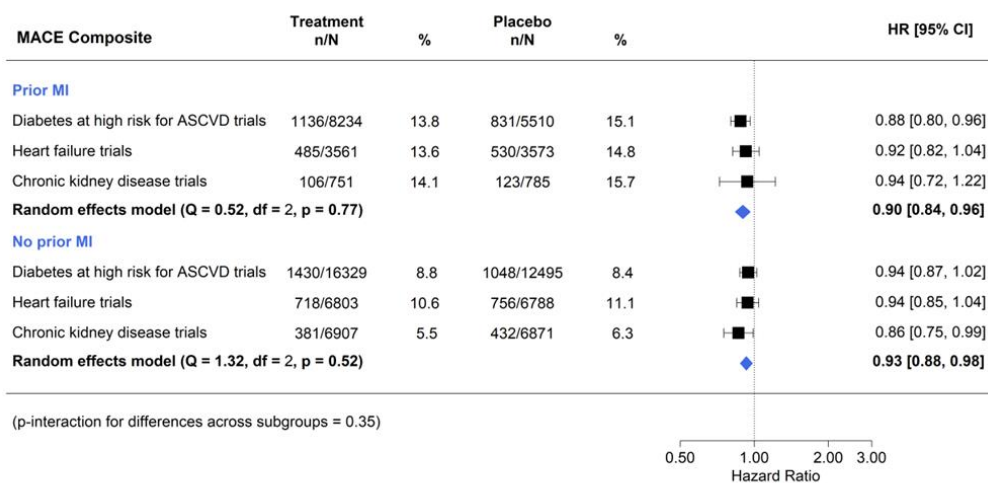 MACE Composite Treatment n/N % Placebo n/N % HR [95% CI]
Prior MI
Diabetes at high risk for ASCVD trials 1136/8234 13.8 831/5510 15.1 0.88 [0.80, 0.96]
Heart failure trials 485/3561 13.6 530/3573 14.8 0.92 [0.82, 1.04]
Chronic kidney disease trials 106/751 14.1 123/785 15.7 0.94 [0.72, 1.22]
Random effects model (Q = 0.52, df = 2, p = 0.77) 0.90 [0.84, 0.96]
No prior MI
Diabetes at high risk for ASCVD trials 1430/16329 8.8 1048/12495 8.4 0.94 [0.87, 1.02]
Heart failure trials 718/6803 10.6 756/6788 11.1 0.94 [0.85, 1.04]
Chronic kidney disease trials 381/6907 5.5 432/6871 6.3 0.86 [0.75, 0.99]
Random effects model (Q = 1.32, df = 2, p = 0.52) 0.93 [0.88, 0.98]
(p-interaction for differences across subgroups = 0.35)
0.50 1.00 2.00 3.00
Hazard Ratio